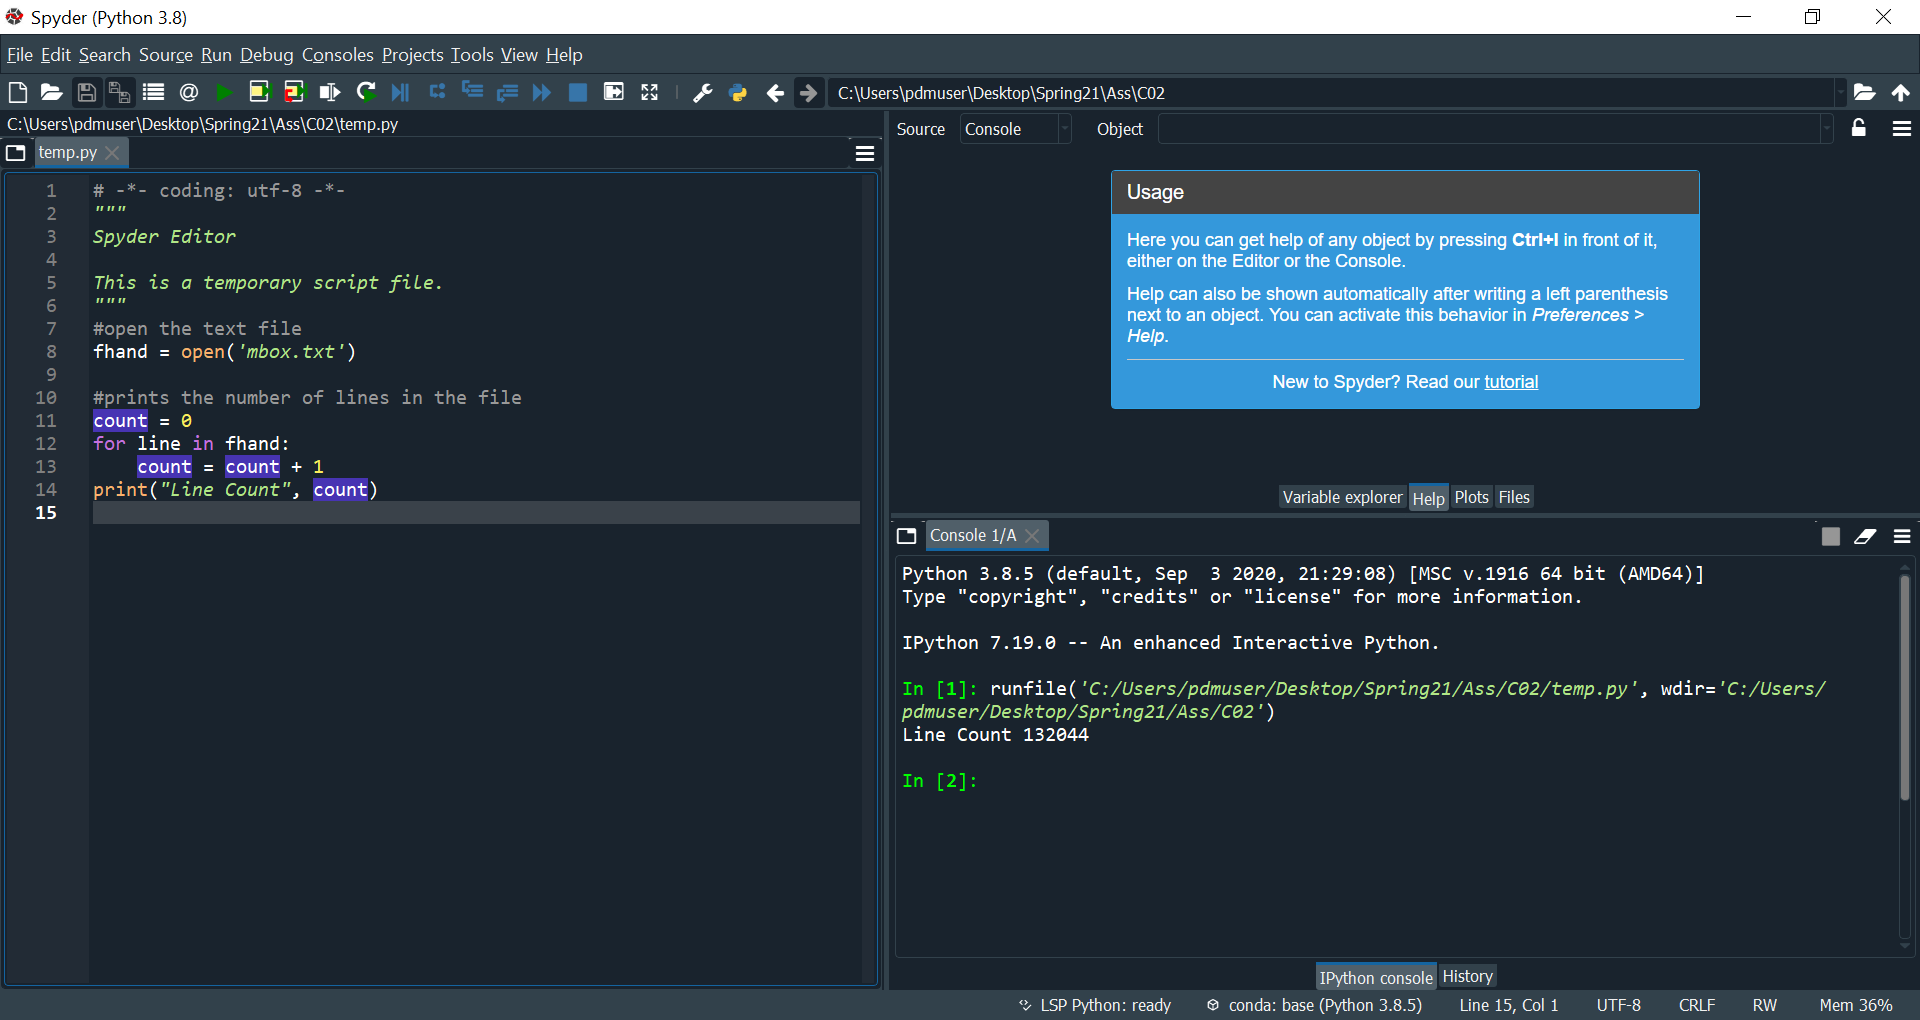 Spyder (Python 3.8)
File Edit Search Source Run Debug Consoles Projects Tools View Help
C:\Users\pdmuser\Desktop\Spring21\Ass\C02
C:\Users\pdmuser\Desktop\Spring21\Ass\C02\temp.py
temp.py
1 # -*- coding: utf-8 -*-
2 """
3 Spyder Editor
4
5 This is a temporary script file.
6 """
7 #open the text file
8 fhand = open('mbox.txt')
9
10 #prints the number of lines in the file
11 count = 0
12 for line in fhand:
13     count = count + 1
14 print("Line Count", count)
15
Source Console Object
Usage
Here you can get help of any object by pressing Ctrl+I in front of it,
either on the Editor or the Console.
Help can also be shown automatically after writing a left parenthesis
next to an object. You can activate this behavior in Preferences >
Help.
New to Spyder? Read our tutorial
Variable explorer Help Plots Files
Console 1/A
Python 3.8.5 (default, Sep  3 2020, 21:29:08) [MSC v.1916 64 bit (AMD64)]
Type "copyright", "credits" or "license" for more information.
IPython 7.19.0 -- An enhanced Interactive Python.
In [1]: runfile('C:/Users/pdmuser/Desktop/Spring21/Ass/C02/temp.py', wdir='C:/Users/
pdmuser/Desktop/Spring21/Ass/C02')
Line Count 132044
In [2]:
IPython console History
LSP Python: ready conda: base (Python 3.8.5) Line 15, Col 1 UTF-8 CRLF RW Mem 36%